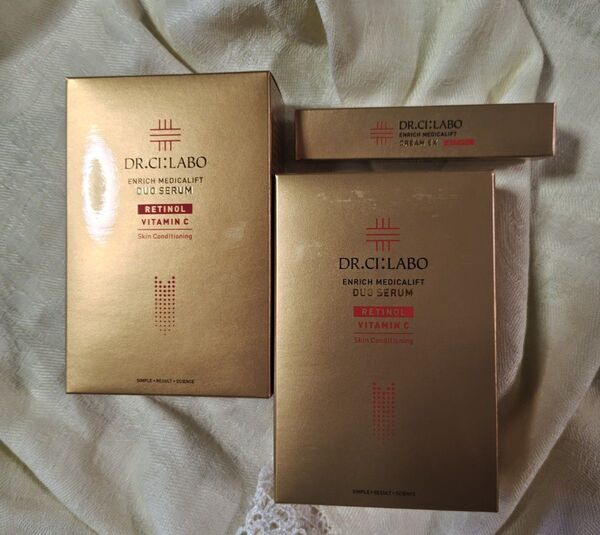 DR.CI:LABO
ENRICH MEDICALIFT
DUO SERUM
RETINOL
VITAMIN C
Skin Conditioning
SIMPLE • RESULT • SCIENCE
DR.CI:LABO
ENRICH MEDICALIFT
CREAM EX
DR.CI:LABO
ENRICH MEDICALIFT
DUO SERUM
RETINOL
VITAMIN C
Skin Conditioning
SIMPLE • RESULT • SCIENCE